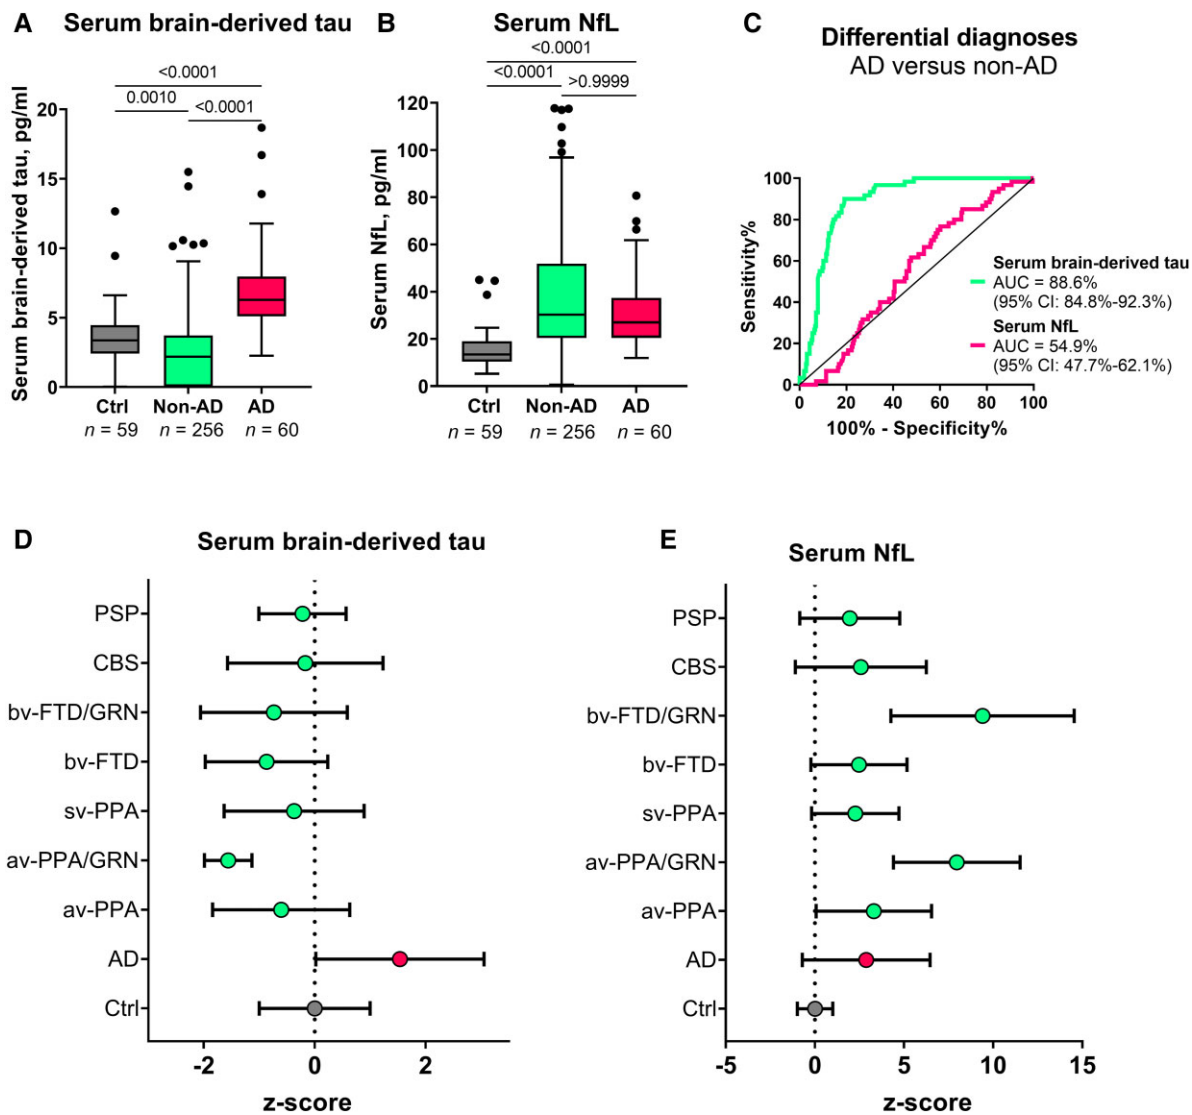 A Serum brain-derived tau
<0.0001
0.0010 <0.0001
Serum brain-derived tau, pg/ml
20
15
10
5
0
Ctrl Non-AD AD
n = 59 n = 256 n = 60
B Serum NfL
<0.0001
<0.0001 >0.9999
Serum NfL, pg/ml
120
100
80
60
40
20
0
Ctrl Non-AD AD
n = 59 n = 256 n = 60
C Differential diagnoses
AD versus non-AD
Sensitivity%
100
80
60
40
20
0
0 20 40 60 80 100
100% - Specificity%
Serum brain-derived tau
AUC = 88.6%
(95% CI: 84.8%-92.3%)
Serum NfL
AUC = 54.9%
(95% CI: 47.7%-62.1%)
D Serum brain-derived tau
PSP
CBS
bv-FTD/GRN
bv-FTD
sv-PPA
av-PPA/GRN
av-PPA
AD
Ctrl
-2 0 2
z-score
E Serum NfL
PSP
CBS
bv-FTD/GRN
bv-FTD
sv-PPA
av-PPA/GRN
av-PPA
AD
Ctrl
-5 0 5 10 15
z-score